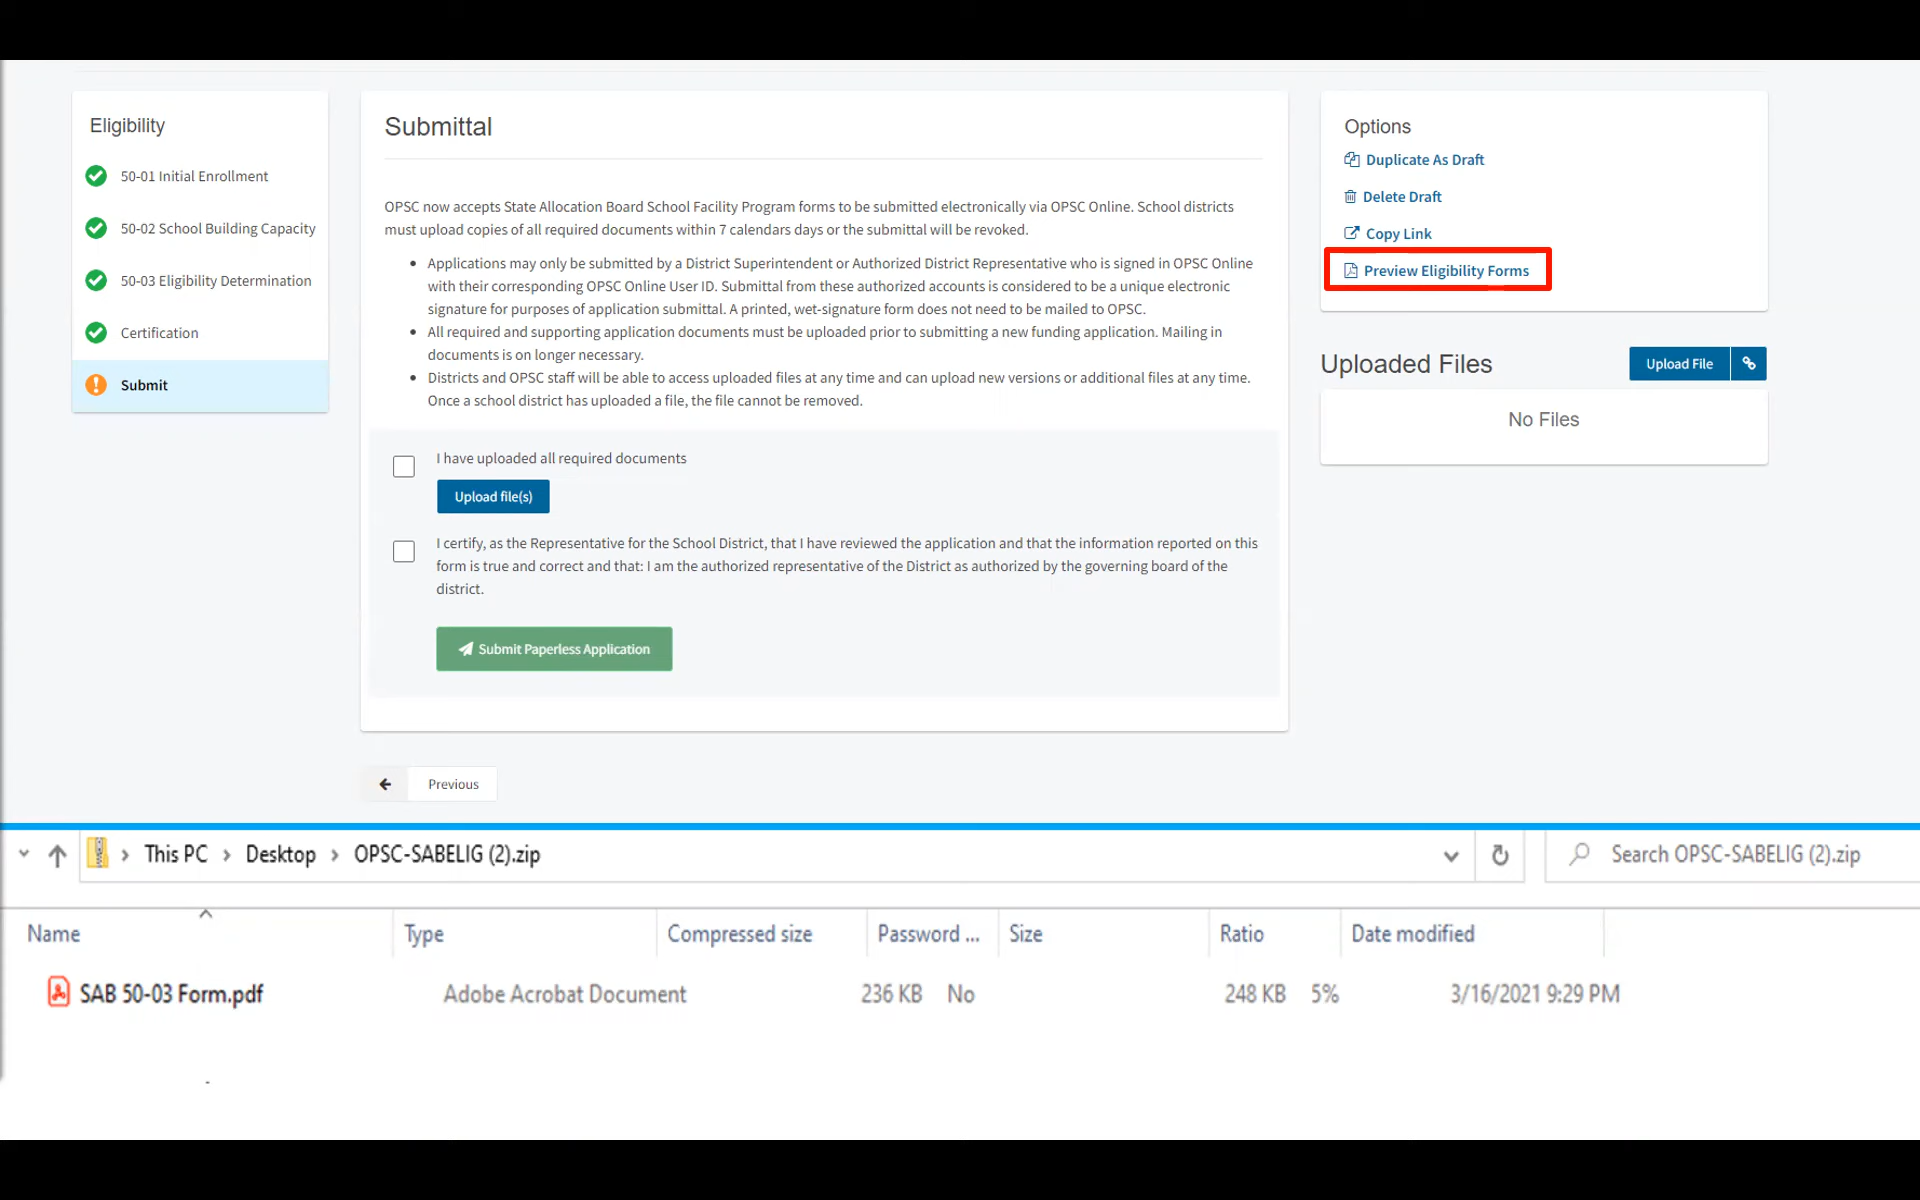 Eligibility
50-01 Initial Enrollment
50-02 School Building Capacity
50-03 Eligibility Determination
Certification
Submit
Submittal
OPSC now accepts State Allocation Board School Facility Program forms to be submitted electronically via OPSC Online. School districts
must upload copies of all required documents within 7 calendars days or the submittal will be revoked.
Applications may only be submitted by a District Superintendent or Authorized District Representative who is signed in OPSC Online
with their corresponding OPSC Online User ID. Submittal from these authorized accounts is considered to be a unique electronic
signature for purposes of application submittal. A printed, wet-signature form does not need to be mailed to OPSC.
All required and supporting application documents must be uploaded prior to submitting a new funding application. Mailing in
documents is on longer necessary.
Districts and OPSC staff will be able to access uploaded files at any time and can upload new versions or additional files at any time.
Once a school district has uploaded a file, the file cannot be removed.
I have uploaded all required documents
Upload file(s)
I certify, as the Representative for the School District, that I have reviewed the application and that the information reported on this
form is true and correct and that: I am the authorized representative of the District as authorized by the governing board of the
district.
Submit Paperless Application
Previous
Options
Duplicate As Draft
Delete Draft
Copy Link
Preview Eligibility Forms
Uploaded Files
Upload File
No Files
This PC > Desktop > OPSC-SABELIG (2).zip
Search OPSC-SABELIG (2).zip
Name Type Compressed size Password ... Size Ratio Date modified
SAB 50-03 Form.pdf Adobe Acrobat Document 236 KB No 248 KB 5% 3/16/2021 9:29 PM